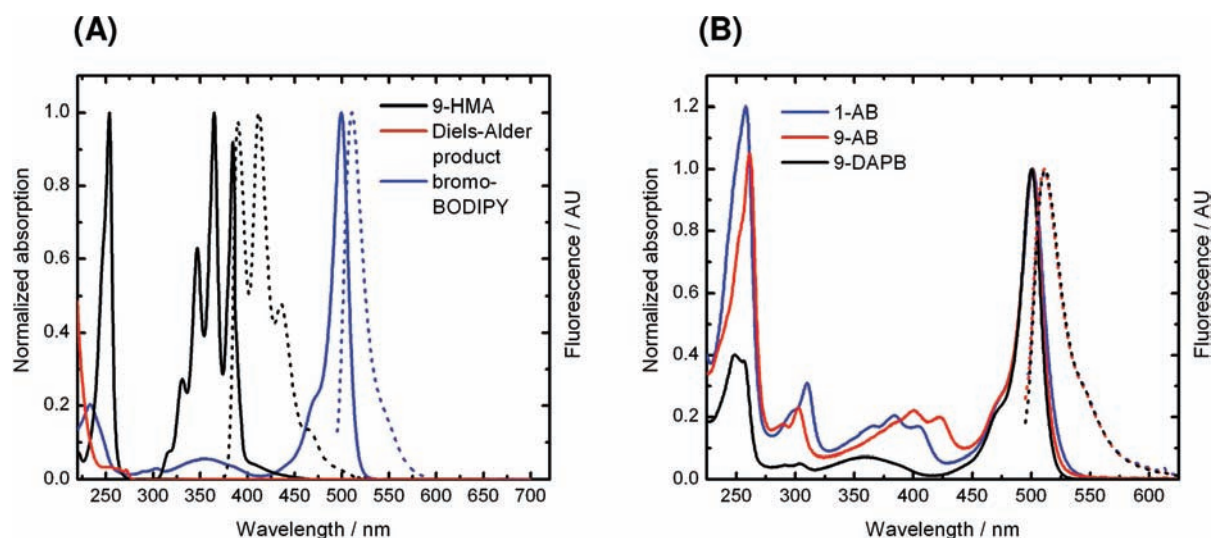 (A)
1.0
0.8
0.6
0.4
0.2
0.0
Normalized absorption
9-HMA
Diels-Alder
product
bromo-
BODIPY
Fluorescence / AU
250 300 350 400 450 500 550 600 650 700
Wavelength / nm
(B)
1.2
1.0
0.8
0.6
0.4
0.2
0.0
Normalized absorption
1-AB
9-AB
9-DAPB
Fluorescence / AU
250 300 350 400 450 500 550 600
Wavelength / nm